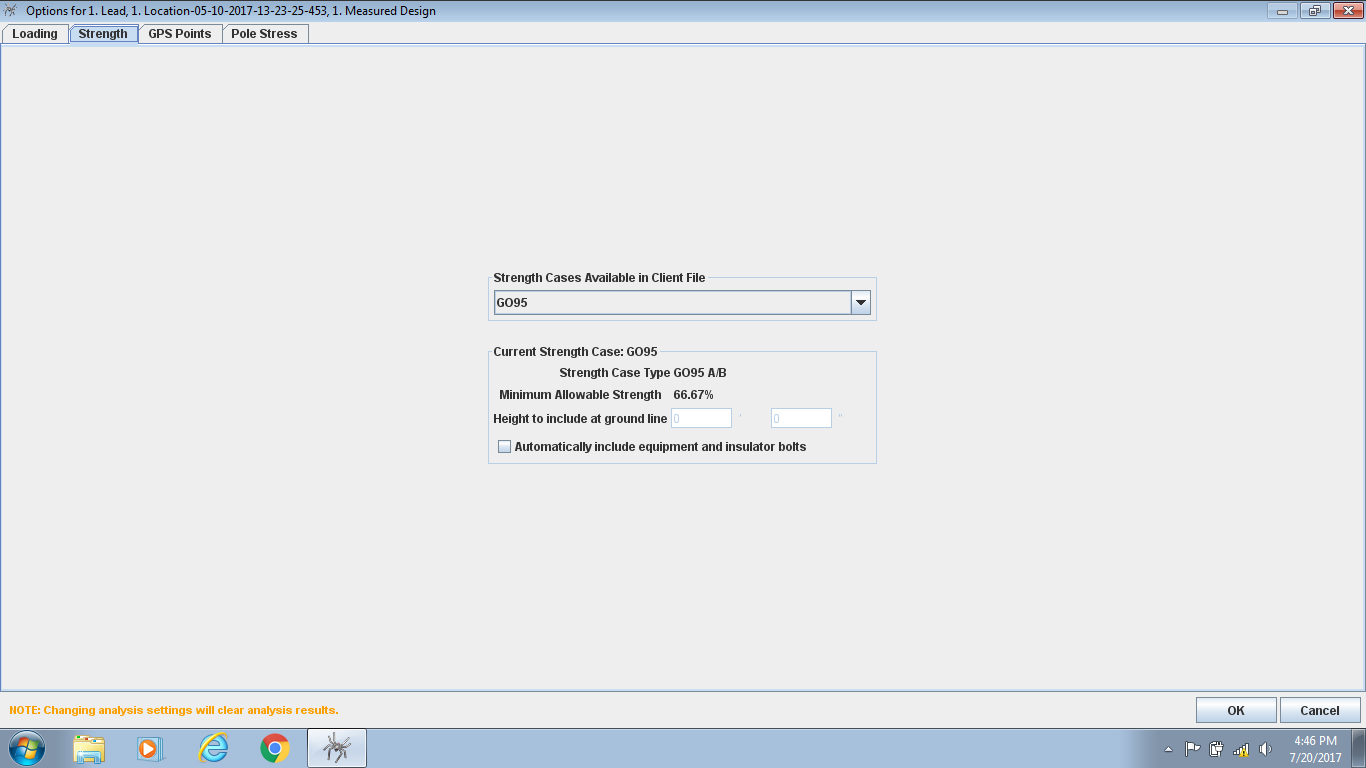 Options for 1. Lead, 1. Location-05-10-2017-13-23-25-453, 1. Measured Design
Loading Strength GPS Points Pole Stress
Strength Cases Available in Client File
GO95
Current Strength Case: GO95
Strength Case Type GO95 A/B
Minimum Allowable Strength 66.67%
Height to include at ground line 0 ' 0 "
Automatically include equipment and insulator bolts
NOTE: Changing analysis settings will clear analysis results.
OK Cancel
4:46 PM
7/20/2017